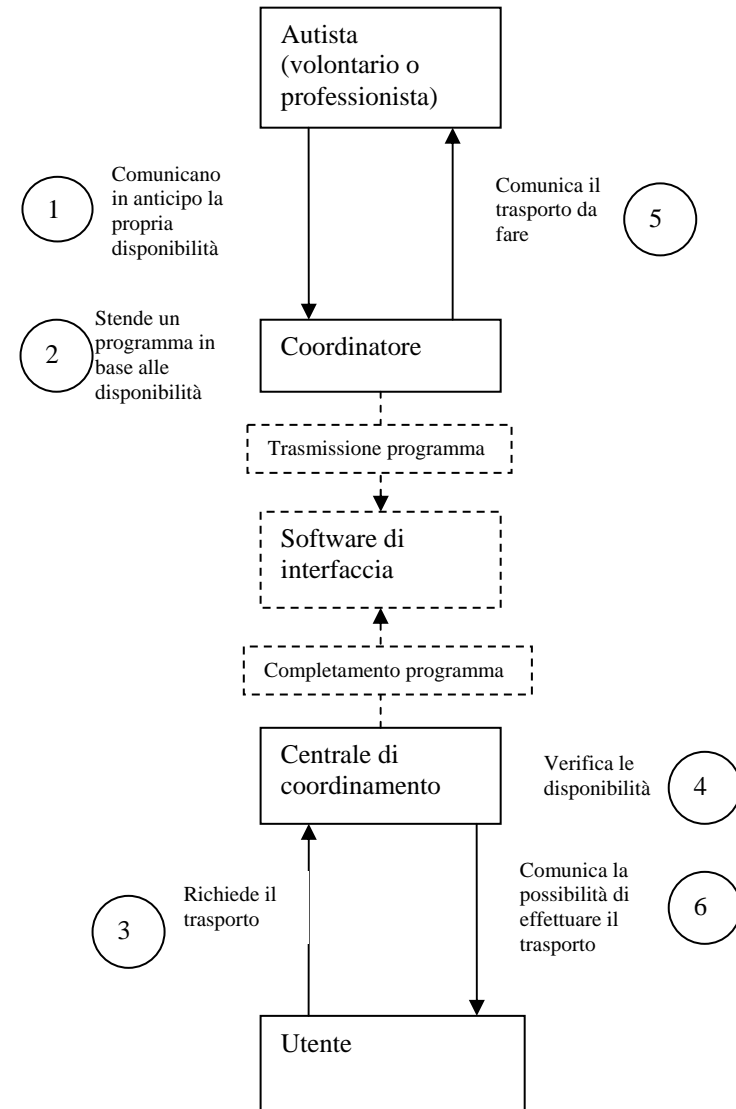 Autista
(volontario o
professionista)
Comunicano
in anticipo la
propria
disponibilità
1
Comunica il
trasporto da
fare
5
Stende un
programma in
base alle
disponibilità
2
Coordinatore
Trasmissione programma
Software di
interfaccia
Completamento programma
Centrale di
coordinamento
Verifica le
disponibilità
4
Richiede il
trasporto
3
Comunica la
possibilità di
effettuare il
trasporto
6
Utente